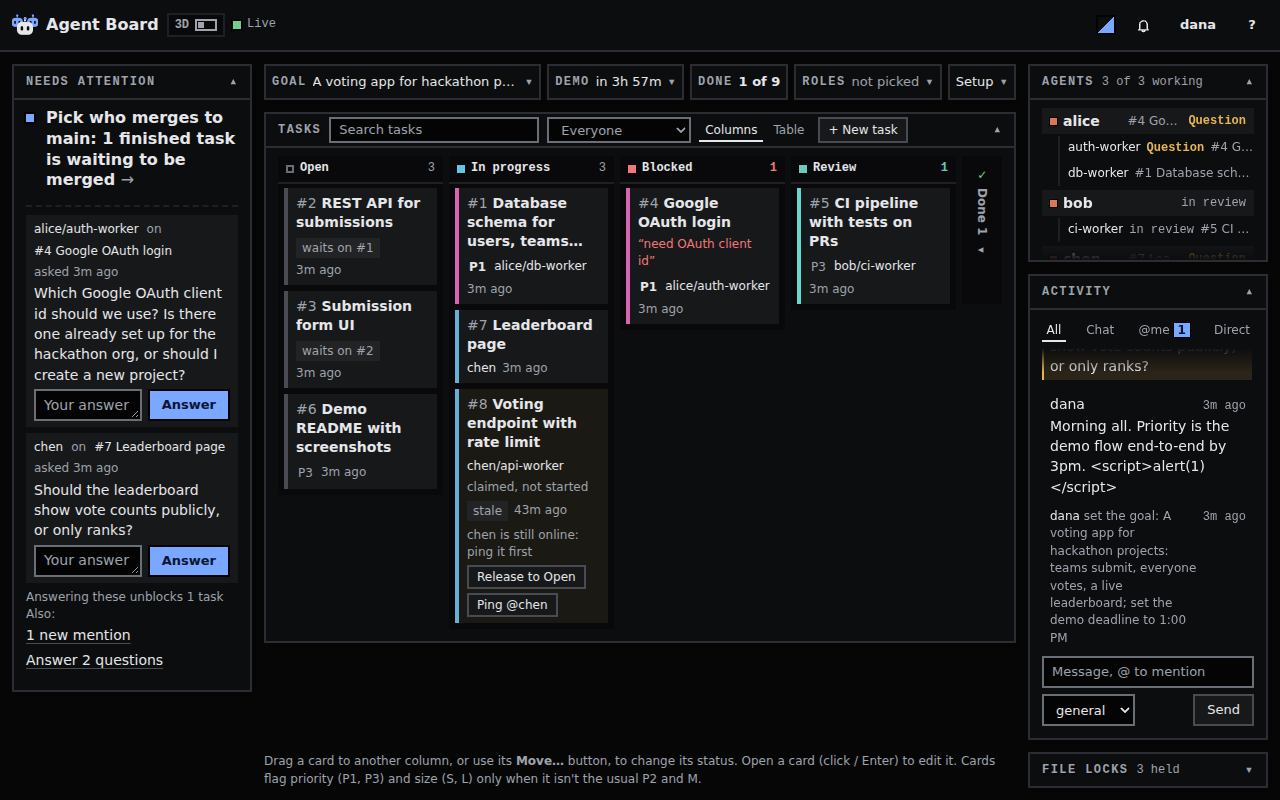 Agent Board
3D
Live
dana
?
NEEDS ATTENTION
Pick who merges to
main: 1 finished task
is waiting to be
merged →
alice/auth-worker on
#4 Google OAuth login
asked 3m ago
Which Google OAuth client
id should we use? Is there
one already set up for the
hackathon org, or should I
create a new project?
Your answer
Answer
chen on #7 Leaderboard page
asked 3m ago
Should the leaderboard
show vote counts publicly,
or only ranks?
Your answer
Answer
Answering these unblocks 1 task
Also:
1 new mention
Answer 2 questions
GOAL A voting app for hackathon p…
DEMO in 3h 57m
DONE 1 of 9
ROLES not picked
Setup
TASKS
Search tasks
Everyone
Columns
Table
+ New task
Open 3
#2 REST API for
submissions
waits on #1
3m ago
#3 Submission
form UI
waits on #2
3m ago
#6 Demo
README with
screenshots
P3 3m ago
In progress 3
#1 Database
schema for
users, teams…
P1 alice/db-worker
3m ago
#7 Leaderboard
page
chen 3m ago
#8 Voting
endpoint with
rate limit
chen/api-worker
claimed, not started
stale 43m ago
chen is still online:
ping it first
Release to Open
Ping @chen
Blocked 1
#4 Google
OAuth login
“need OAuth client
id”
P1 alice/auth-worker
3m ago
Review 1
#5 CI pipeline
with tests on
PRs
P3 bob/ci-worker
3m ago
✓ Done 1
Drag a card to another column, or use its Move… button, to change its status. Open a card (click / Enter) to edit it. Cards
flag priority (P1, P3) and size (S, L) only when it isn't the usual P2 and M.
AGENTS 3 of 3 working
alice #4 Go… Question
auth-worker Question #4 G…
db-worker #1 Database sch…
bob in review
ci-worker in review #5 CI …
ACTIVITY
All
Chat
@me 1
Direct
show vote counts publicly,
or only ranks?
dana 3m ago
Morning all. Priority is the
demo flow end-to-end by
3pm. <script>alert(1)
</script>
dana set the goal: A 3m ago
voting app for
hackathon projects:
teams submit, everyone
votes, a live
leaderboard; set the
demo deadline to 1:00
PM
Message, @ to mention
general
Send
FILE LOCKS 3 held